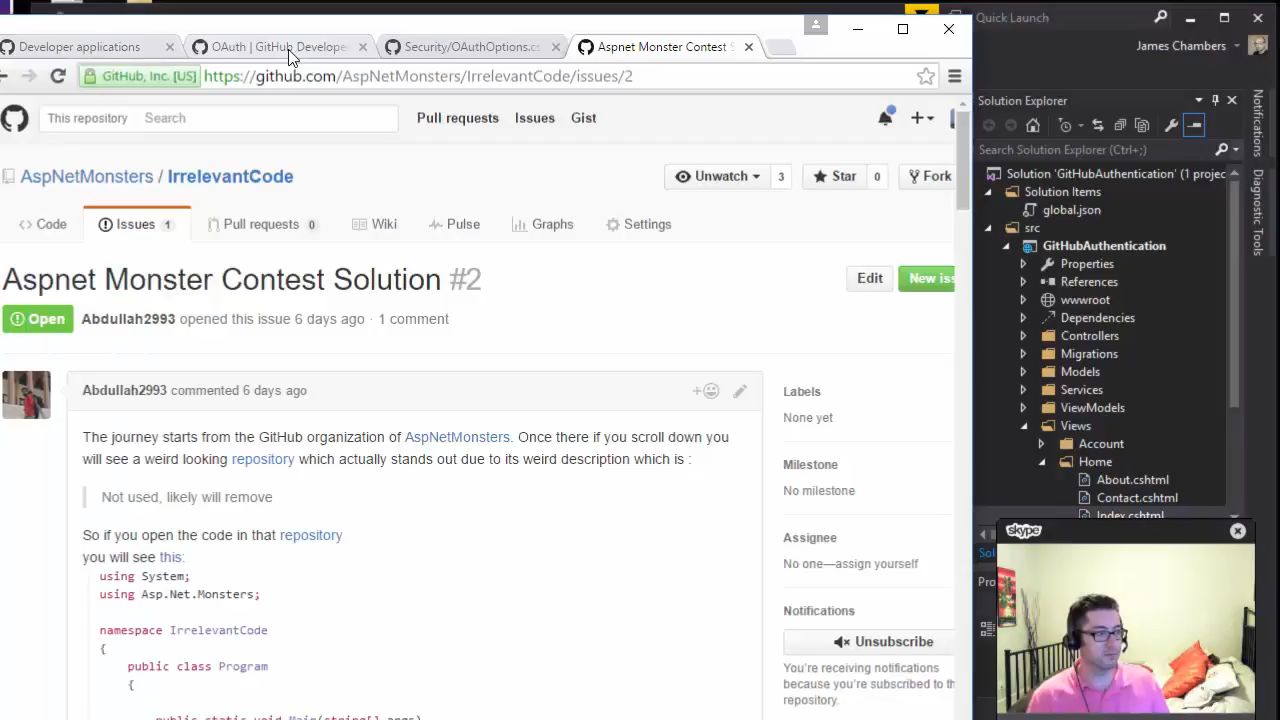 Quick Launch
Developer applications
OAuth | GitHub Developer
Security/OAuthOptions.cs
Aspnet Monster Contest S
James Chambers
GitHub, Inc. [US]
https://github.com/AspNetMonsters/IrrelevantCode/issues/2
Solution Explorer
Search Solution Explorer (Ctrl+;)
Notifications
Diagnostic Tools
This repository
Search
Pull requests
Issues
Gist
AspNetMonsters / IrrelevantCode
Unwatch
3
Star
0
Fork
Code
Issues 1
Pull requests 0
Wiki
Pulse
Graphs
Settings
Aspnet Monster Contest Solution #2
Edit
New iss
Open
Abdullah2993 opened this issue 6 days ago · 1 comment
Abdullah2993 commented 6 days ago
The journey starts from the GitHub organization of AspNetMonsters. Once there if you scroll down you
will see a weird looking repository which actually stands out due to its weird description which is :
Not used, likely will remove
So if you open the code in that repository
you will see this:
using System;
using Asp.Net.Monsters;
namespace IrrelevantCode
{
public class Program
{
public static void Main(string[] args)
Labels
None yet
Milestone
No milestone
Assignee
No one—assign yourself
Notifications
Unsubscribe
You're receiving notifications
because you're subscribed to th
repository.
Solution 'GitHubAuthentication' (1 projec
Solution Items
global.json
src
GitHubAuthentication
Properties
References
wwwroot
Dependencies
Controllers
Migrations
Models
Services
ViewModels
Views
Account
Home
About.cshtml
Contact.cshtml
Index.cshtml
skype
Sol
Pro